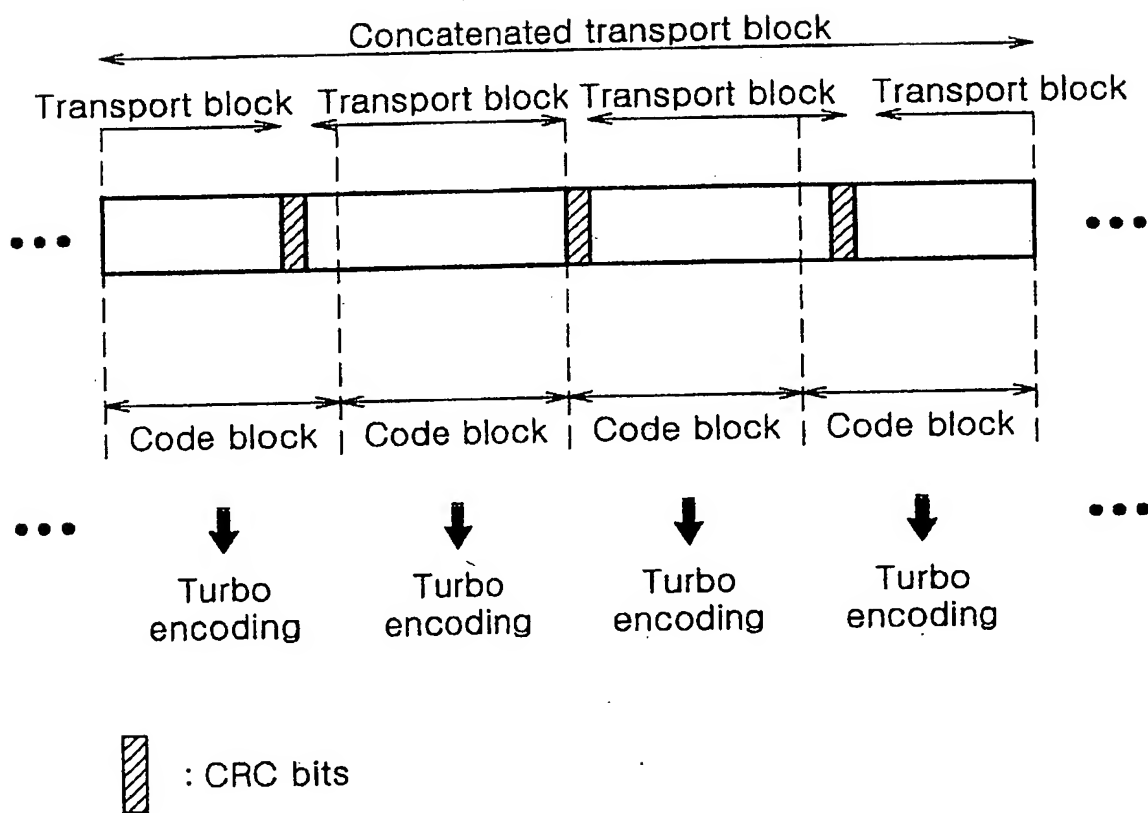 Concatenated transport block
Transport block Transport block Transport block Transport block
Code block Code block Code block Code block
Turbo encoding Turbo encoding Turbo encoding Turbo encoding
: CRC bits